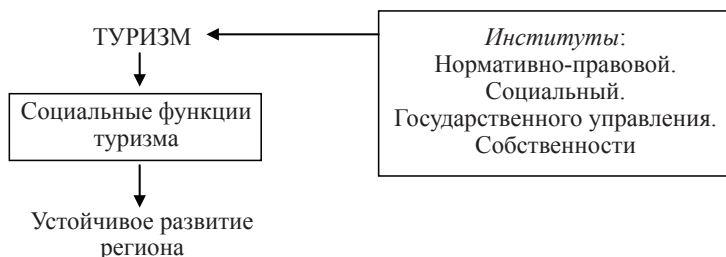 ТУРИЗМ
Социальные функции
туризма
Устойчивое развитие
региона
Институты:
Нормативно-правовой.
Социальный.
Государственного управления.
Собственности